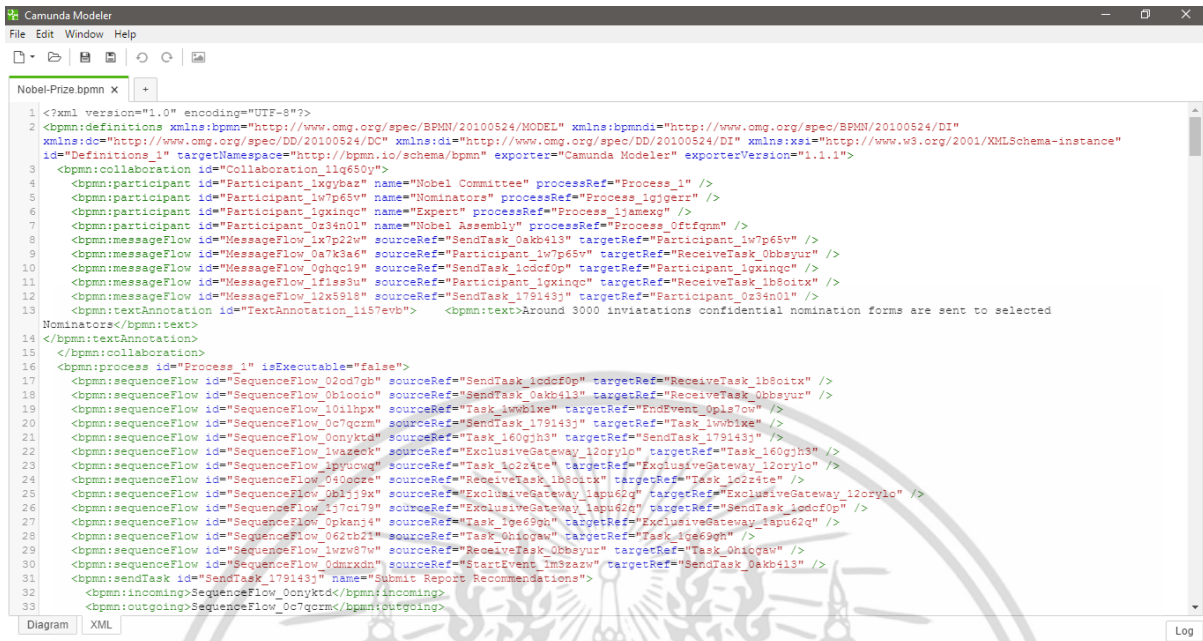 Camunda Modeler
File Edit Window Help
Nobel-Prize.bpmn x +
1 <?xml version="1.0" encoding="UTF-8"?>
2 <bpmn:definitions xmlns:bpmn="http://www.omg.org/spec/BPMN/20100524/MODEL" xmlns:bpmndi="http://www.omg.org/spec/BPMN/20100524/DI"
xmlns:dc="http://www.omg.org/spec/DD/20100524/DC" xmlns:di="http://www.omg.org/spec/DD/20100524/DI" xmlns:xsi="http://www.w3.org/2001/XMLSchema-instance"
id="Definitions_1" targetNamespace="http://bpmn.io/schema/bpmn" exporter="Camunda Modeler" exporterVersion="1.1.1">
3 <bpmn:collaboration id="Collaboration_1lq650y">
4 <bpmn:participant id="Participant_1xgybaz" name="Nobel Committee" processRef="Process_1" />
5 <bpmn:participant id="Participant_1w7p65v" name="Nominators" processRef="Process_1gjgerr" />
6 <bpmn:participant id="Participant_1gxinqc" name="Expert" processRef="Process_1jamexg" />
7 <bpmn:participant id="Participant_0z34n01" name="Nobel Assembly" processRef="Process_0ftfqnm" />
8 <bpmn:messageFlow id="MessageFlow_1x7p22w" sourceRef="SendTask_0akb4l3" targetRef="Participant_1w7p65v" />
9 <bpmn:messageFlow id="MessageFlow_0a7k3a6" sourceRef="Participant_1w7p65v" targetRef="ReceiveTask_0bbsyur" />
10 <bpmn:messageFlow id="MessageFlow_0ghqc19" sourceRef="SendTask_1cdcf0p" targetRef="Participant_1gxinqc" />
11 <bpmn:messageFlow id="MessageFlow_1f1ss3u" sourceRef="Participant_1gxinqc" targetRef="ReceiveTask_1b8oitx" />
12 <bpmn:messageFlow id="MessageFlow_12x59l8" sourceRef="SendTask_179143j" targetRef="Participant_0z34n01" />
13 <bpmn:textAnnotation id="TextAnnotation_1i57evb"> <bpmn:text>Around 3000 inviatations confidential nomination forms are sent to selected
Nominators</bpmn:text>
14 </bpmn:textAnnotation>
15 </bpmn:collaboration>
16 <bpmn:process id="Process_1" isExecutable="false">
17 <bpmn:sequenceFlow id="SequenceFlow_02od7gb" sourceRef="SendTask_1cdcf0p" targetRef="ReceiveTask_1b8oitx" />
18 <bpmn:sequenceFlow id="SequenceFlow_0b1ooio" sourceRef="SendTask_0akb4l3" targetRef="ReceiveTask_0bbsyur" />
19 <bpmn:sequenceFlow id="SequenceFlow_10ilhpx" sourceRef="Task_1wwb1xe" targetRef="EndEvent_0pls7ow" />
20 <bpmn:sequenceFlow id="SequenceFlow_0c7qcrm" sourceRef="SendTask_179143j" targetRef="Task_1wwb1xe" />
21 <bpmn:sequenceFlow id="SequenceFlow_0onyktd" sourceRef="Task_160gjh3" targetRef="SendTask_179143j" />
22 <bpmn:sequenceFlow id="SequenceFlow_1wazeok" sourceRef="ExclusiveGateway_12orylo" targetRef="Task_160gjh3" />
23 <bpmn:sequenceFlow id="SequenceFlow_1pyucwq" sourceRef="Task_1o2z4te" targetRef="ExclusiveGateway_12orylo" />
24 <bpmn:sequenceFlow id="SequenceFlow_04loczc" sourceRef="ReceiveTask_1b8oitx" targetRef="Task_1o2z4te" />
25 <bpmn:sequenceFlow id="SequenceFlow_0bljj9x" sourceRef="ExclusiveGateway_1apu62q" targetRef="ExclusiveGateway_12orylo" />
26 <bpmn:sequenceFlow id="SequenceFlow_1j7ci79" sourceRef="ExclusiveGateway_1apu62q" targetRef="SendTask_1cdcf0p" />
27 <bpmn:sequenceFlow id="SequenceFlow_0pkanj4" sourceRef="Task_1ge69gh" targetRef="ExclusiveGateway_1apu62q" />
28 <bpmn:sequenceFlow id="SequenceFlow_062tb21" sourceRef="Task_0hiogaw" targetRef="Task_1ge69gh" />
29 <bpmn:sequenceFlow id="SequenceFlow_1wzw87w" sourceRef="ReceiveTask_0bbsyur" targetRef="Task_0hiogaw" />
30 <bpmn:sequenceFlow id="SequenceFlow_0dmrxdn" sourceRef="StartEvent_1m3zazw" targetRef="SendTask_0akb4l3" />
31 <bpmn:sendTask id="SendTask_179143j" name="Submit Report Recommendations">
32 <bpmn:incoming>SequenceFlow_0onyktd</bpmn:incoming>
33 <bpmn:outgoing>SequenceFlow_0c7qcrm</bpmn:outgoing>
Diagram XML Log